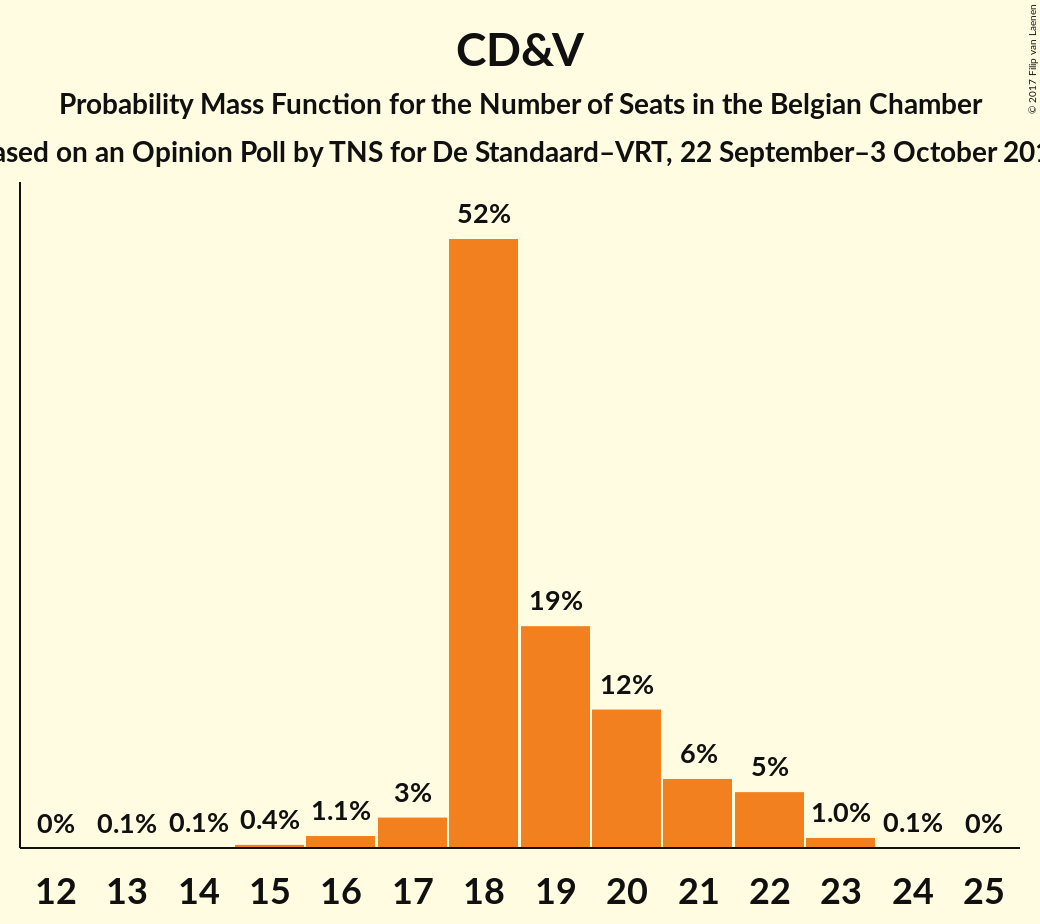 CD&V
Probability Mass Function for the Number of Seats in the Belgian Chamber
on an Opinion Poll by TNS for De Standaard–VRT, 22 September–3 October
© 2017 Filip van Laenen
52%
19%
12%
6%
5%
3%
1.1%
1.0%
0.4%
0% 0.1% 0.1% 0.1% 0%
12 13 14 15 16 17 18 19 20 21 22 23 24 25